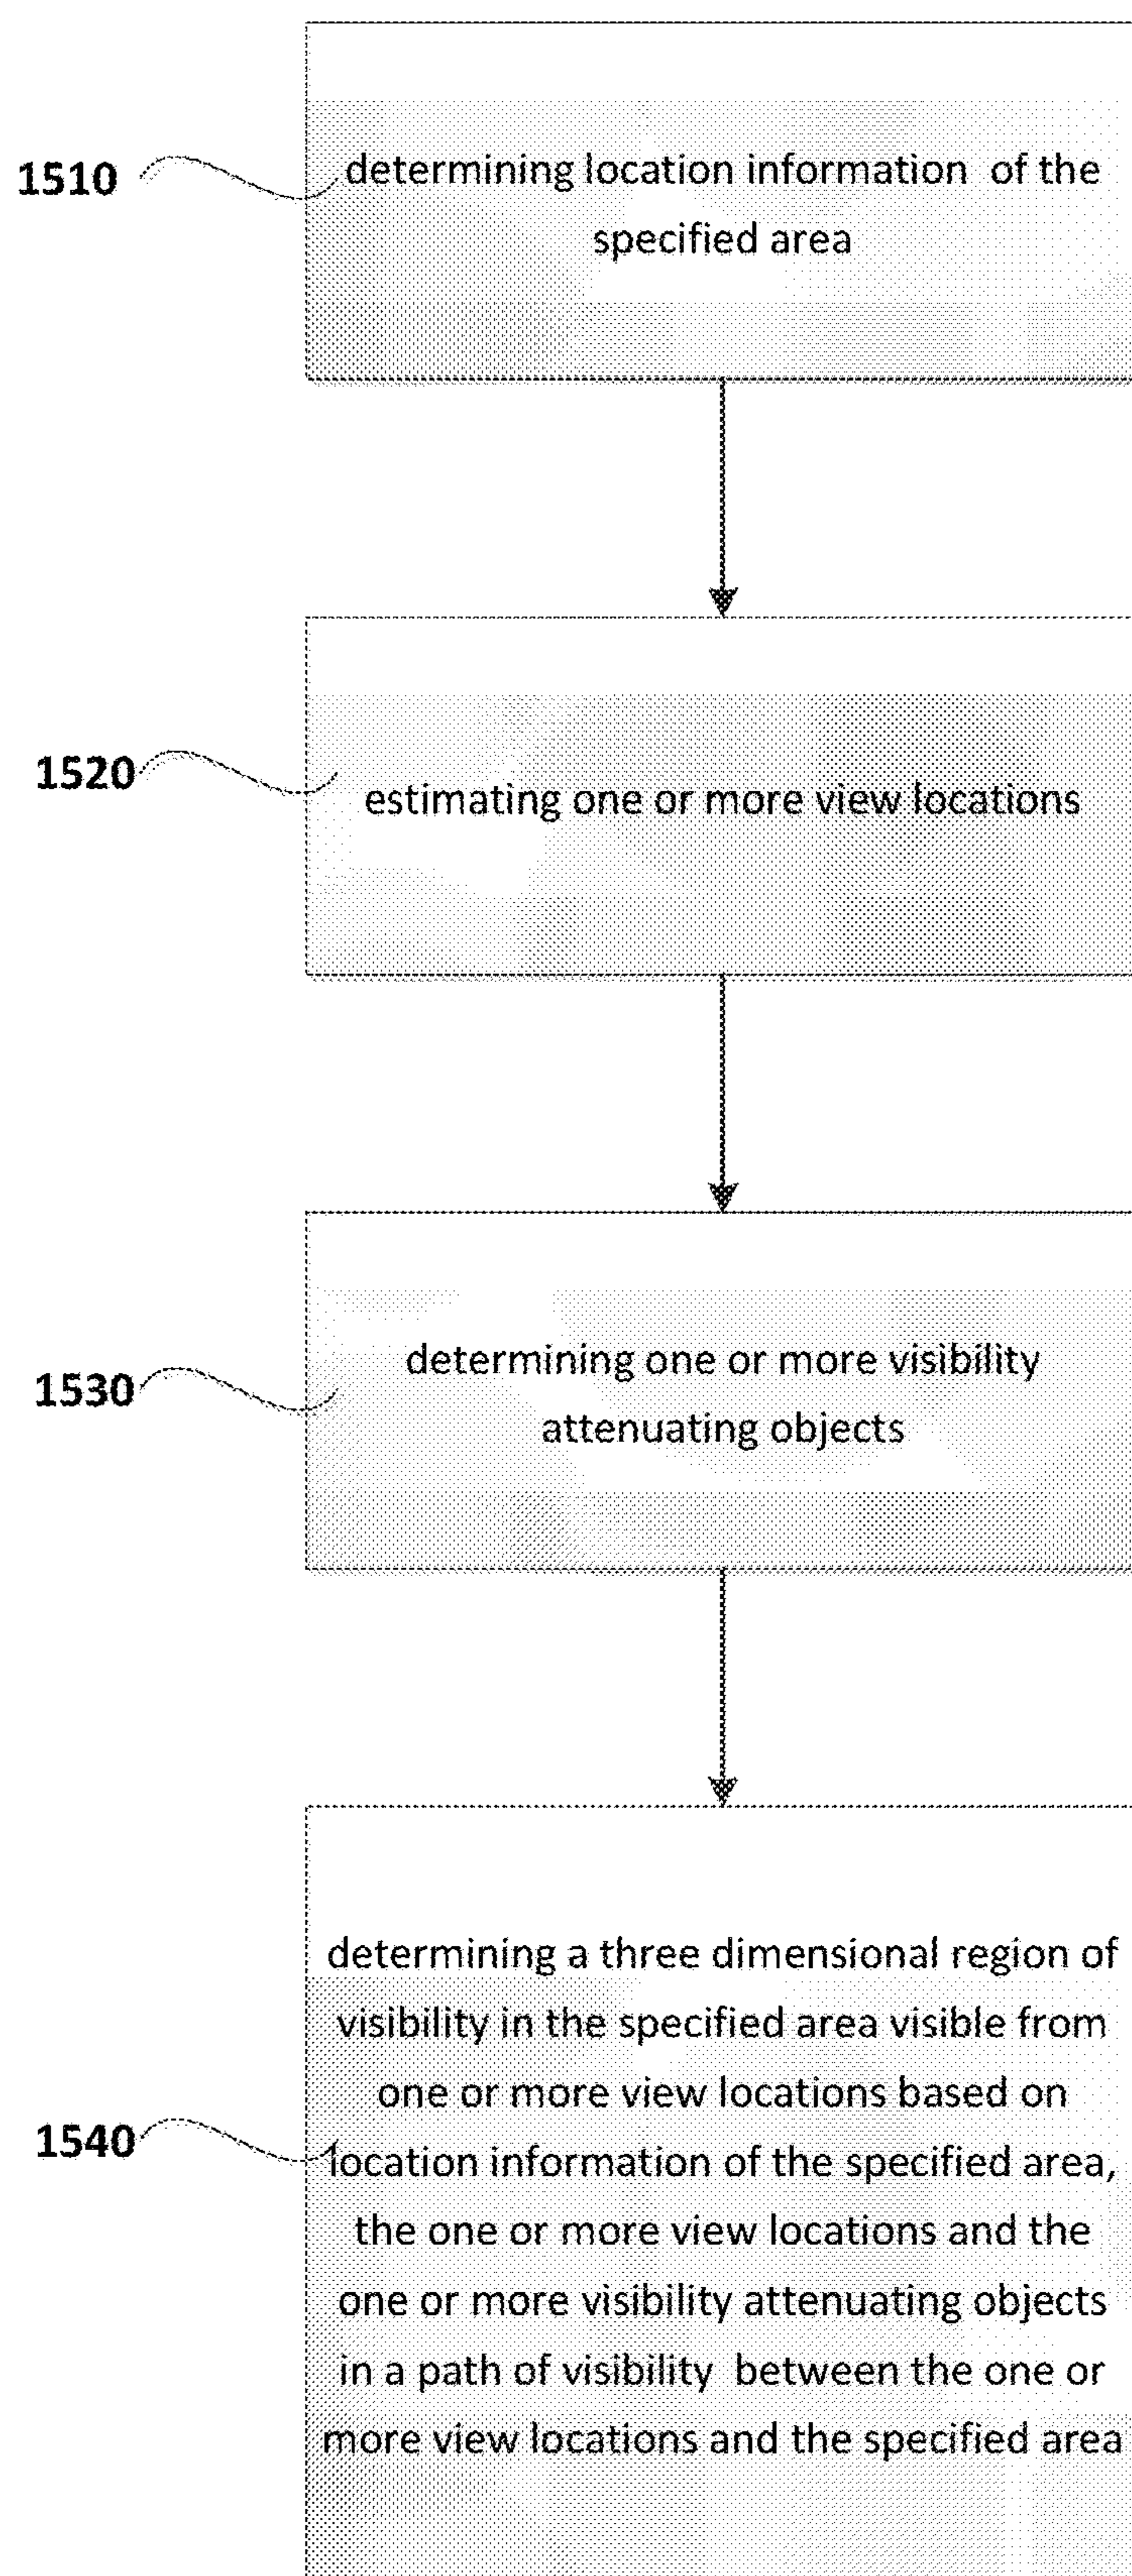 1510
determining location information of the
specified area
1520
estimating one or more view locations
1530
determining one or more visibility
attenuating objects
1540
determining a three dimensional region of
visibility in the specified area visible from
one or more view locations based on
location information of the specified area,
the one or more view locations and the
one or more visibility attenuating objects
in a path of visibility between the one or
more view locations and the specified area